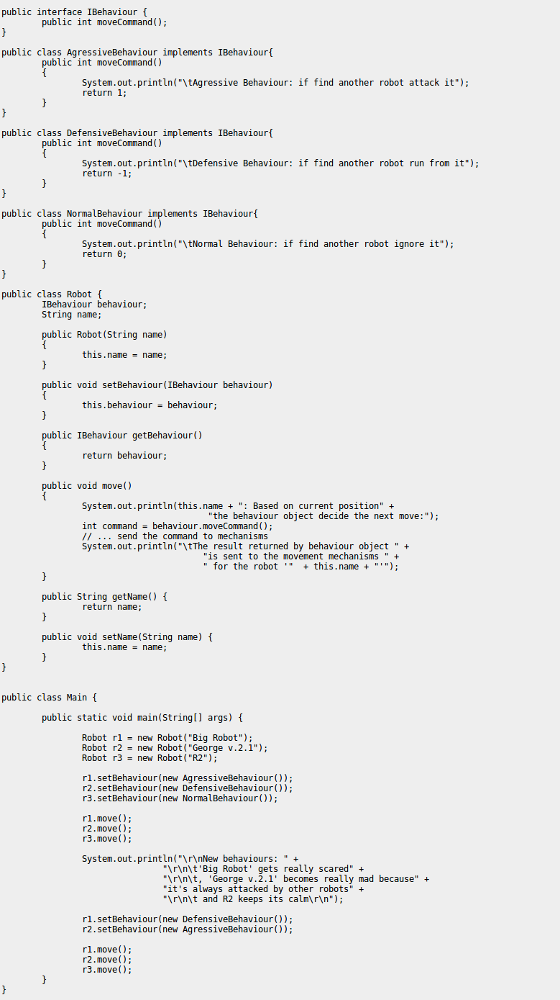 public interface IBehaviour {
        public int moveCommand();
}

public class AgressiveBehaviour implements IBehaviour{
        public int moveCommand()
        {
                System.out.println("\tAgressive Behaviour: if find another robot attack it");
                return 1;
        }
}

public class DefensiveBehaviour implements IBehaviour{
        public int moveCommand()
        {
                System.out.println("\tDefensive Behaviour: if find another robot run from it");
                return -1;
        }
}

public class NormalBehaviour implements IBehaviour{
        public int moveCommand()
        {
                System.out.println("\tNormal Behaviour: if find another robot ignore it");
                return 0;
        }
}

public class Robot {
        IBehaviour behaviour;
        String name;

        public Robot(String name)
        {
                this.name = name;
        }

        public void setBehaviour(IBehaviour behaviour)
        {
                this.behaviour = behaviour;
        }

        public IBehaviour getBehaviour()
        {
                return behaviour;
        }

        public void move()
        {
                System.out.println(this.name + ": Based on current position" +
                                         "the behaviour object decide the next move:");
                int command = behaviour.moveCommand();
                // ... send the command to mechanisms
                System.out.println("\tThe result returned by behaviour object " +
                                        "is sent to the movement mechanisms " +
                                        " for the robot '"  + this.name + "'");
        }

        public String getName() {
                return name;
        }

        public void setName(String name) {
                this.name = name;
        }
}


public class Main {

        public static void main(String[] args) {

                Robot r1 = new Robot("Big Robot");
                Robot r2 = new Robot("George v.2.1");
                Robot r3 = new Robot("R2");

                r1.setBehaviour(new AgressiveBehaviour());
                r2.setBehaviour(new DefensiveBehaviour());
                r3.setBehaviour(new NormalBehaviour());

                r1.move();
                r2.move();
                r3.move();

                System.out.println("\r\nNew behaviours: " +
                                "\r\n\t'Big Robot' gets really scared" +
                                "\r\n\t, 'George v.2.1' becomes really mad because" +
                                "it's always attacked by other robots" +
                                "\r\n\t and R2 keeps its calm\r\n");

                r1.setBehaviour(new DefensiveBehaviour());
                r2.setBehaviour(new AgressiveBehaviour());

                r1.move();
                r2.move();
                r3.move();
        }
}